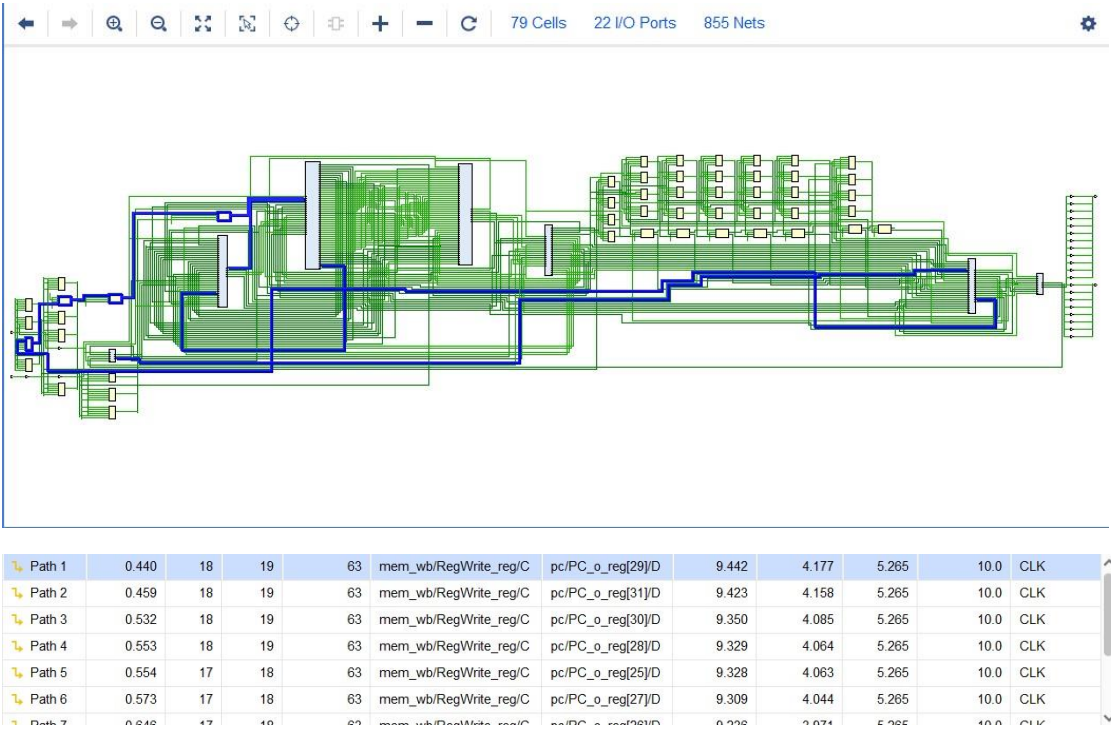 79 Cells 22 I/O Ports 855 Nets
Path 1 0.440 18 19 63 mem_wb/RegWrite_reg/C pc/PC_o_reg[29]/D 9.442 4.177 5.265 10.0 CLK
Path 2 0.459 18 19 63 mem_wb/RegWrite_reg/C pc/PC_o_reg[31]/D 9.423 4.158 5.265 10.0 CLK
Path 3 0.532 18 19 63 mem_wb/RegWrite_reg/C pc/PC_o_reg[30]/D 9.350 4.085 5.265 10.0 CLK
Path 4 0.553 18 19 63 mem_wb/RegWrite_reg/C pc/PC_o_reg[28]/D 9.329 4.064 5.265 10.0 CLK
Path 5 0.554 17 18 63 mem_wb/RegWrite_reg/C pc/PC_o_reg[25]/D 9.328 4.063 5.265 10.0 CLK
Path 6 0.573 17 18 63 mem_wb/RegWrite_reg/C pc/PC_o_reg[27]/D 9.309 4.044 5.265 10.0 CLK